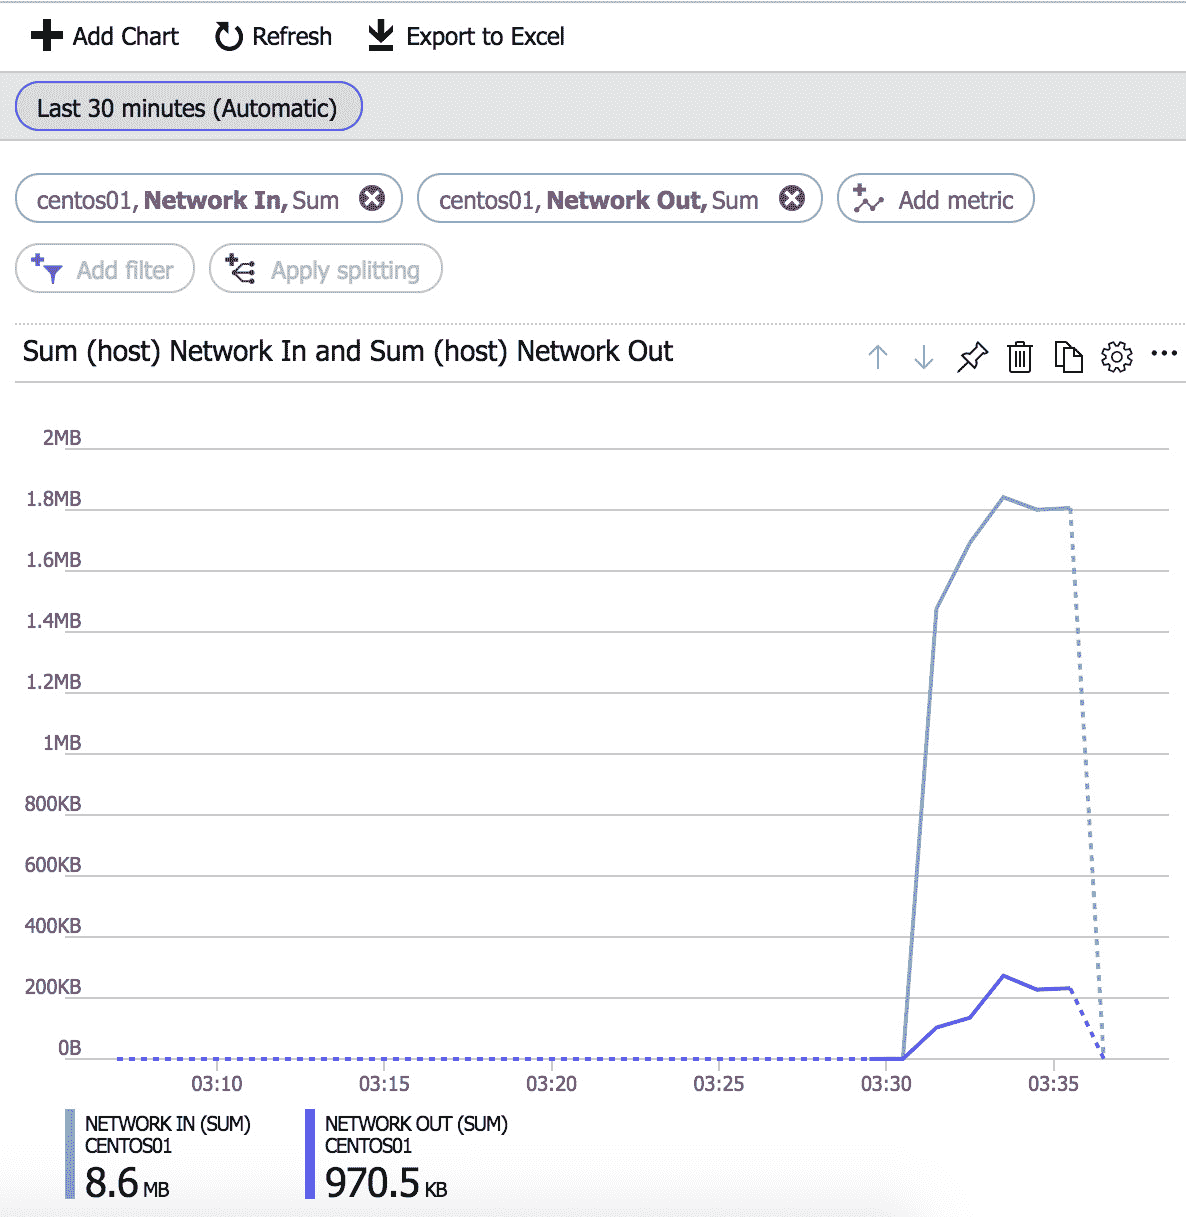 Add Chart Refresh Export to Excel
Last 30 minutes (Automatic)
centos01, Network In, Sum centos01, Network Out, Sum Add metric
Add filter Apply splitting
Sum (host) Network In and Sum (host) Network Out
2MB
1.8MB
1.6MB
1.4MB
1.2MB
1MB
800KB
600KB
400KB
200KB
0B
03:10 03:15 03:20 03:25 03:30 03:35
NETWORK IN (SUM) NETWORK OUT (SUM)
CENTOS01 CENTOS01
8.6 MB 970.5 KB